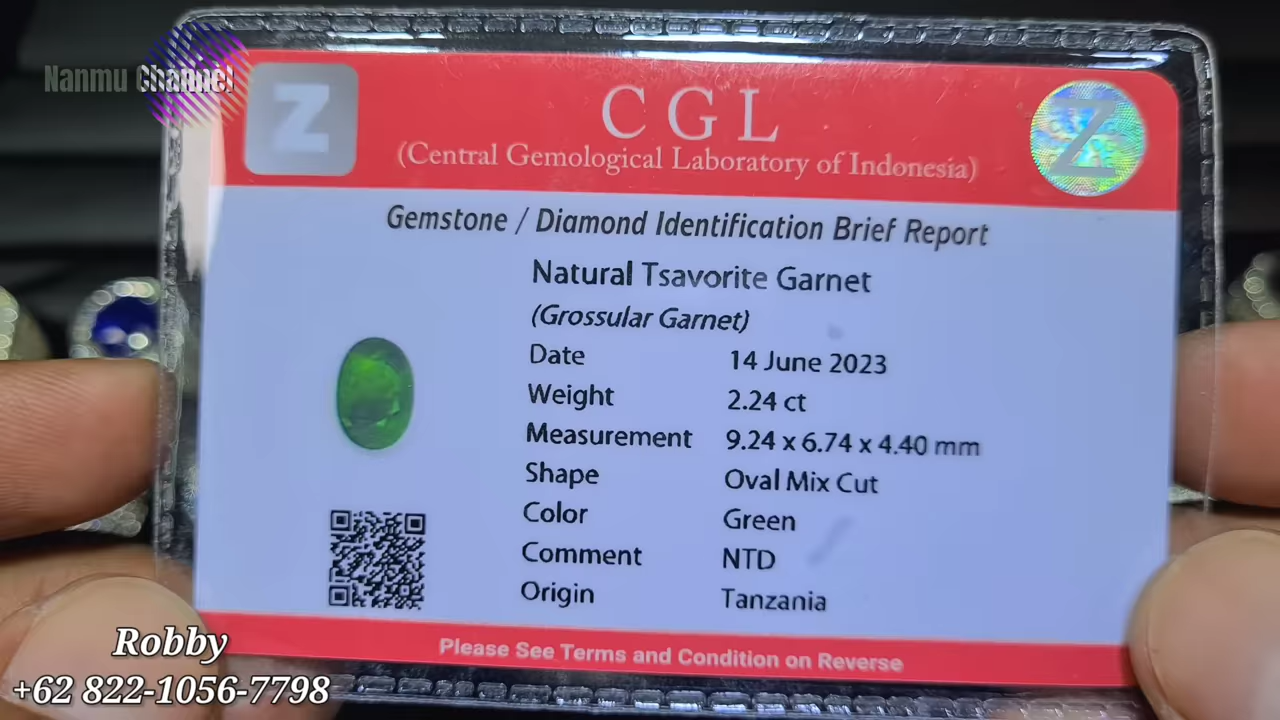 Nanmu Channel
Z
CGL
(Central Gemological Laboratory of Indonesia)
Z
Gemstone / Diamond Identification Brief Report
Natural Tsavorite Garnet
(Grossular Garnet)
Date 14 June 2023
Weight 2.24 ct
Measurement 9.24 x 6.74 x 4.40 mm
Shape Oval Mix Cut
Color Green
Comment NTD
Origin Tanzania
Please See Terms and Condition on Reverse
Robby
+62 822-1056-7798